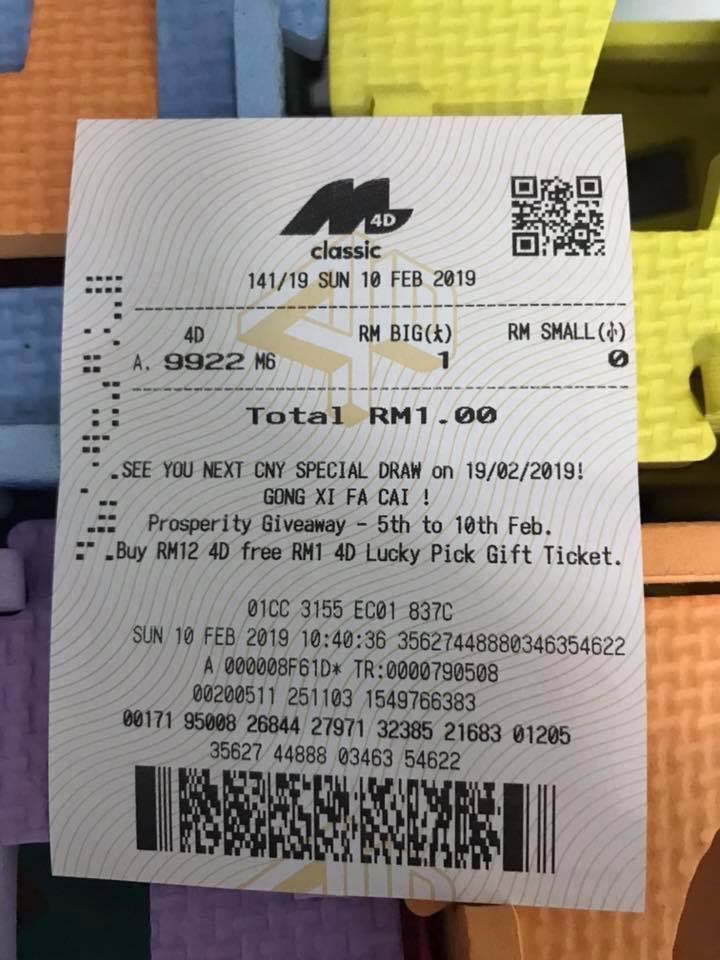 M 4D
classic
141/19 SUN 10 FEB 2019
4D RM BIG(大) RM SMALL(小)
A. 9922 M6 1 0
Total RM1.00
SEE YOU NEXT CNY SPECIAL DRAW on 19/02/2019!
GONG XI FA CAI !
Prosperity Giveaway - 5th to 10th Feb.
Buy RM12 4D free RM1 4D Lucky Pick Gift Ticket.
01CC 3155 EC01 837C
SUN 10 FEB 2019 10:40:36 35627448880346354622
A 000008F61D* TR:0000790508
00200511 251103 1549766383
00171 95008 26844 27971 32385 21683 01205
35627 44888 03463 54622